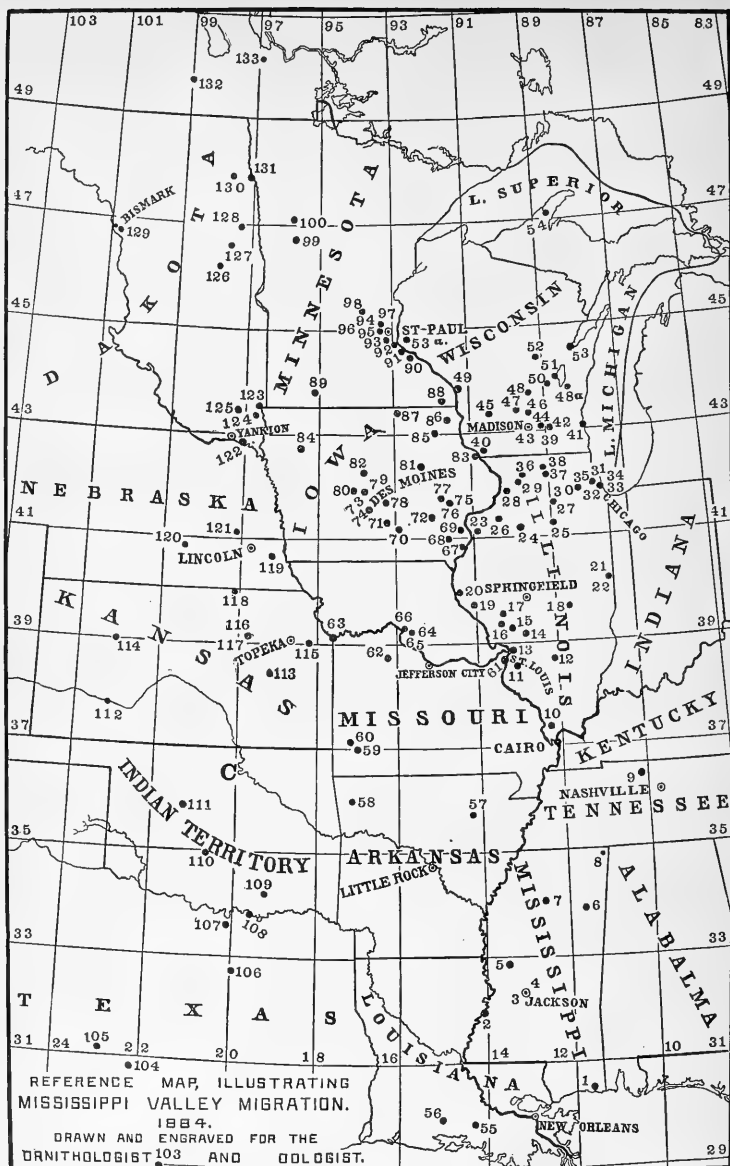 103 101 99 97 95 93 91 89 87 85 83
133
132
49 49
131
130
L. SUPERIOR
47 BISMARK 128 100 47
129 127 99 54
126
DAKOTA
MINNESOTA
WISCONSIN
L. MICHIGAN
98
94 97
45 96 95 ST-PAUL 45
93 53 a.
92 91 90
52 53
51
50
48 48 a
89 88 49
123 47 46
125 87 86 45
43 124 MADISON 44 42 43
YANKTON 85 43 39 41
122 84 40
83
IOWA
82 81 36 38 31 34
79 DES MOINES 37
80 73 78 77 75 28 29 30 32 33
74 76 CHICAGO
NEBRASKA
41 121 71 72 23 27 41
120 70 68 26 24 25
LINCOLN 67
119
ILLINOIS
INDIANA
21
118 20 SPRINGFIELD 22
19 17 18
KANSAS
116 63 66 64 15
39 114 117 115 65 16 14 39
TOPEKA 62 13
113 JEFFERSON CITY 61 ST. LOUIS 12
11
112
37 MISSOURI 10 37
60 CAIRO
59
KENTUCKY
C
9
NASHVILLE
TENNESSEE
111 58 57
INDIAN TERRITORY
35 35
110 ARKANSAS 8
LITTLE ROCK
109
108 7 6
107
MISSISSIPPI
ALABALMA
33 33
106 5
4
3 JACKSON
TEXAS
2
LOUISIANA
31 24 105 22 20 18 16 14 12 10 31
104
1
REFERENCE MAP, ILLUSTRATING
MISSISSIPPI VALLEY MIGRATION.
1884.
DRAWN AND ENGRAVED FOR THE
ORNITHOLOGIST AND OOLOGIST.
103
56 55
NEW ORLEANS
29